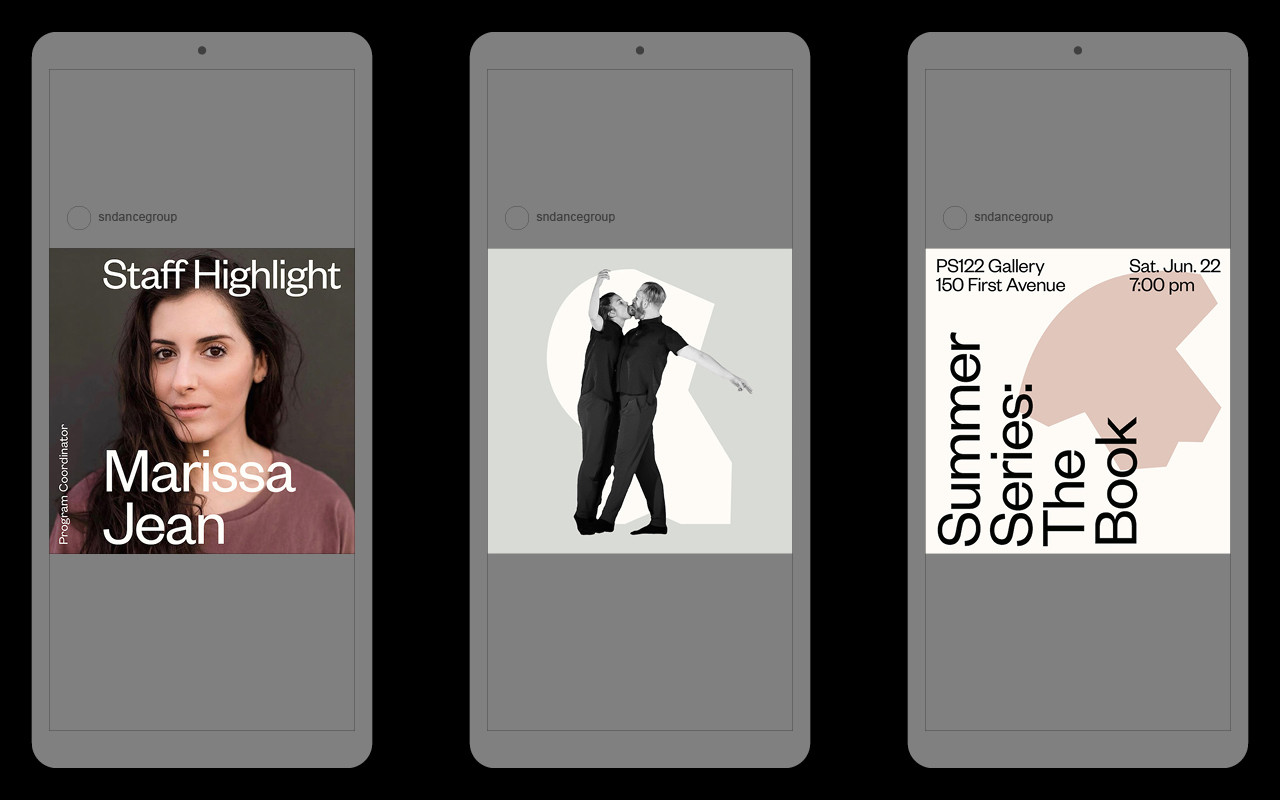 sndancegroup
Staff Highlight
Program Coordinator
Marissa
Jean
sndancegroup
sndancegroup
PS122 Gallery
150 First Avenue
Sat. Jun. 22
7:00 pm
Summer
Series:
The
Book